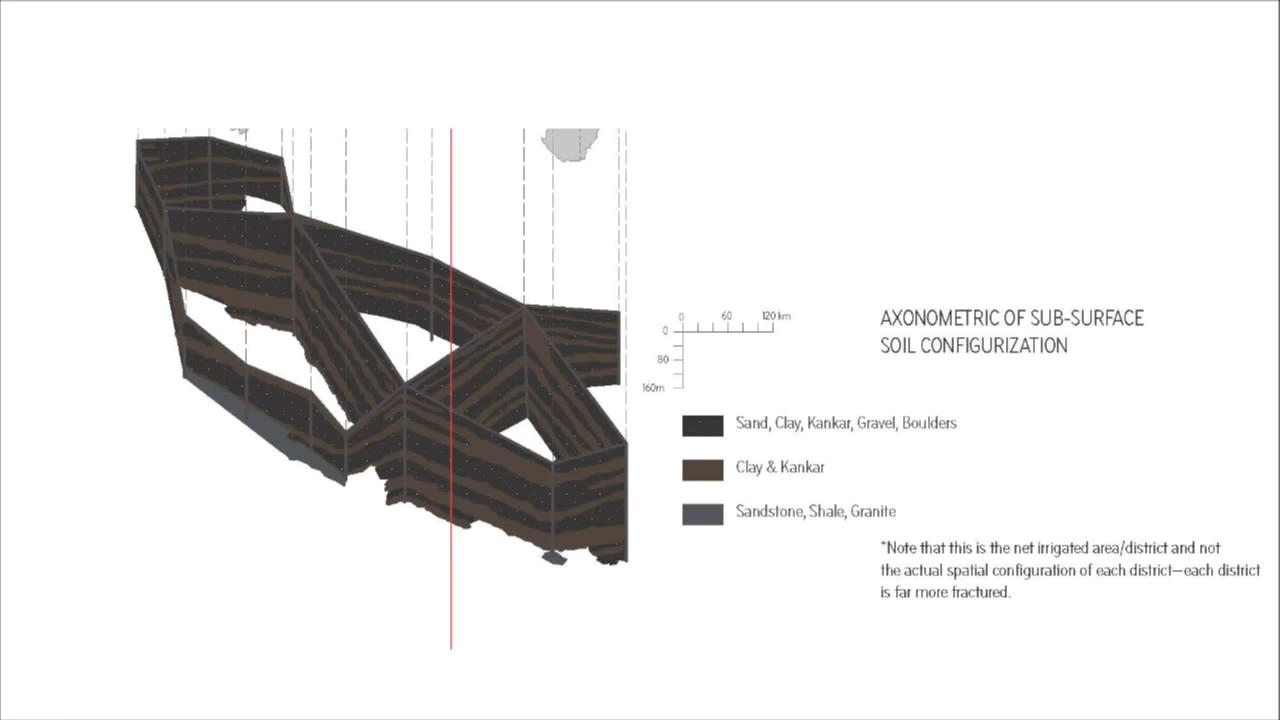 0 60 120 km
0
80
160m
AXONOMETRIC OF SUB-SURFACE
SOIL CONFIGURIZATION
Sand, Clay, Kankar, Gravel, Boulders
Clay & Kankar
Sandstone, Shale, Granite
*Note that this is the net irrigated area/district and not
the actual spatial configuration of each district—each district
is far more fractured.